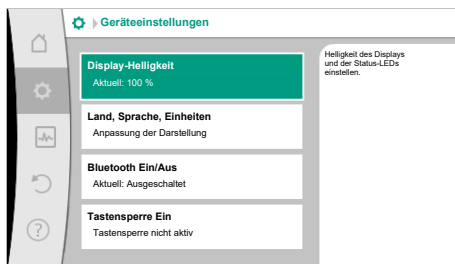 Geräteeinstellungen
Display-Helligkeit
Aktuell: 100 %
Land, Sprache, Einheiten
Anpassung der Darstellung
Bluetooth Ein/Aus
Aktuell: Ausgeschaltet
Tastensperre Ein
Tastensperre nicht aktiv
Helligkeit des Displays
und der Status-LEDs
einstellen.